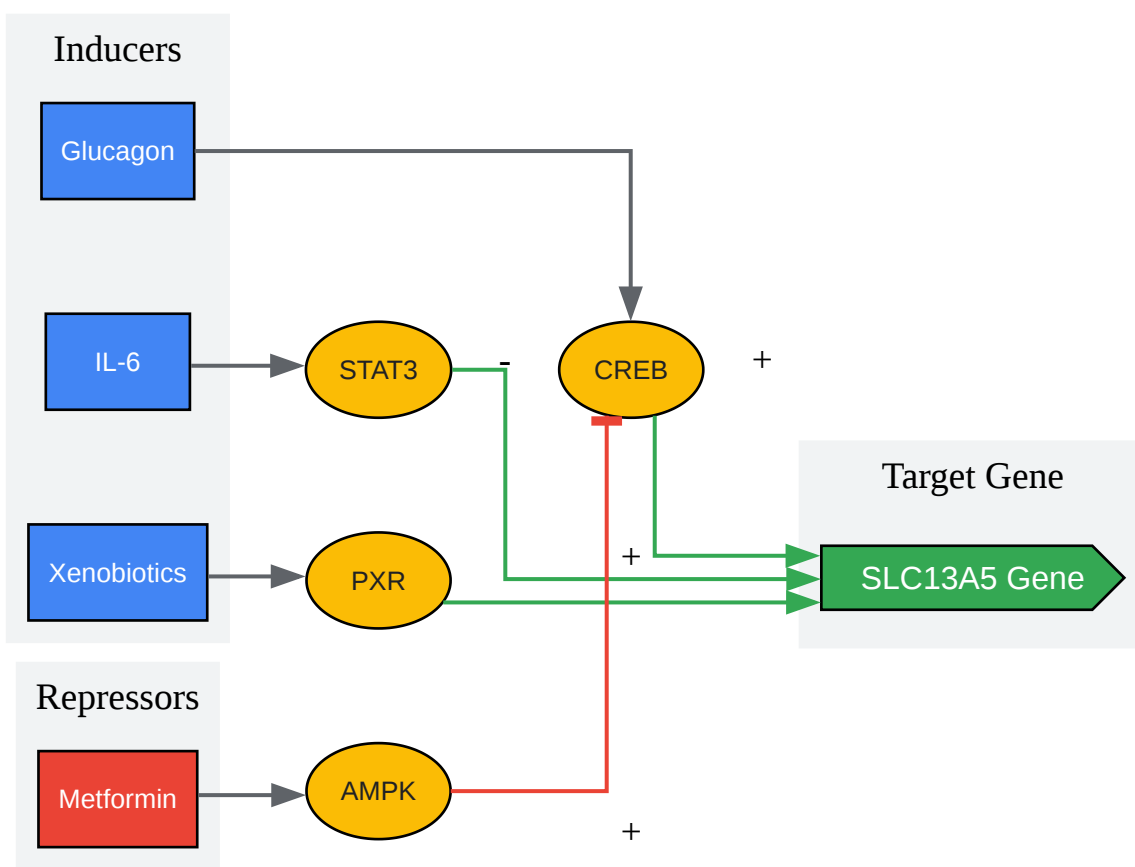 Inducers
Glucagon
IL-6
STAT3
-
CREB
+
Target Gene
Xenobiotics
PXR
+
SLC13A5 Gene
Repressors
Metformin
AMPK
+